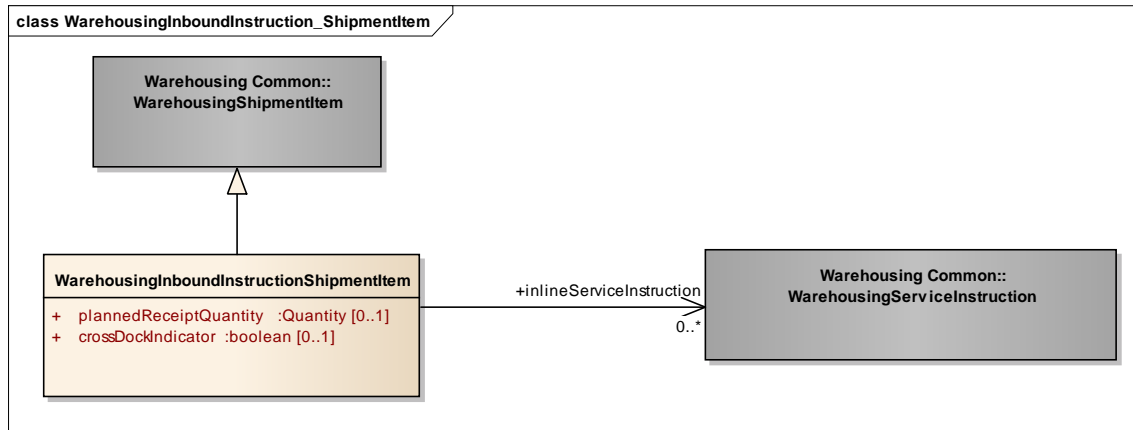 class WarehousingInboundInstruction_ShipmentItem
Warehousing Common::
WarehousingShipmentItem
WarehousingInboundInstructionShipmentItem
+ plannedReceiptQuantity :Quantity [0..1]
+ crossDockIndicator :boolean [0..1]
+inlineServiceInstruction
0..*
Warehousing Common::
WarehousingServiceInstruction